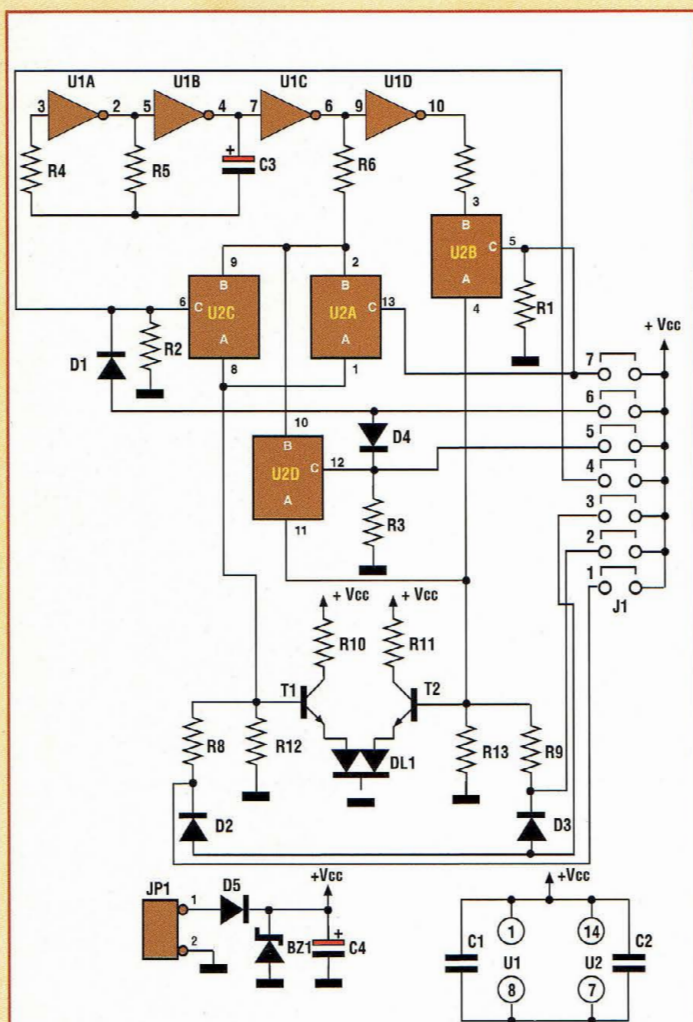 U1A U1B U1C U1D
3 2 5 4 7 6 9 10
R4 R5 + C3 R6
3
B
U2B C 5
A
4
R1
9 2
B B
6 C U2C U2A C 13
A A
8 1
D1 R2
+ Vcc
7
6
5
4
3
2
1
J1
10
B
U2D C 12
A
11
D4
R3
+ Vcc + Vcc
R10 R11
T1 T2
R8 R12 DL1 R13 R9
D2 D3
JP1 1 D5 +Vcc
2 BZ1 + C4
+Vcc
C1 1 14 C2
U1 U2
8 7